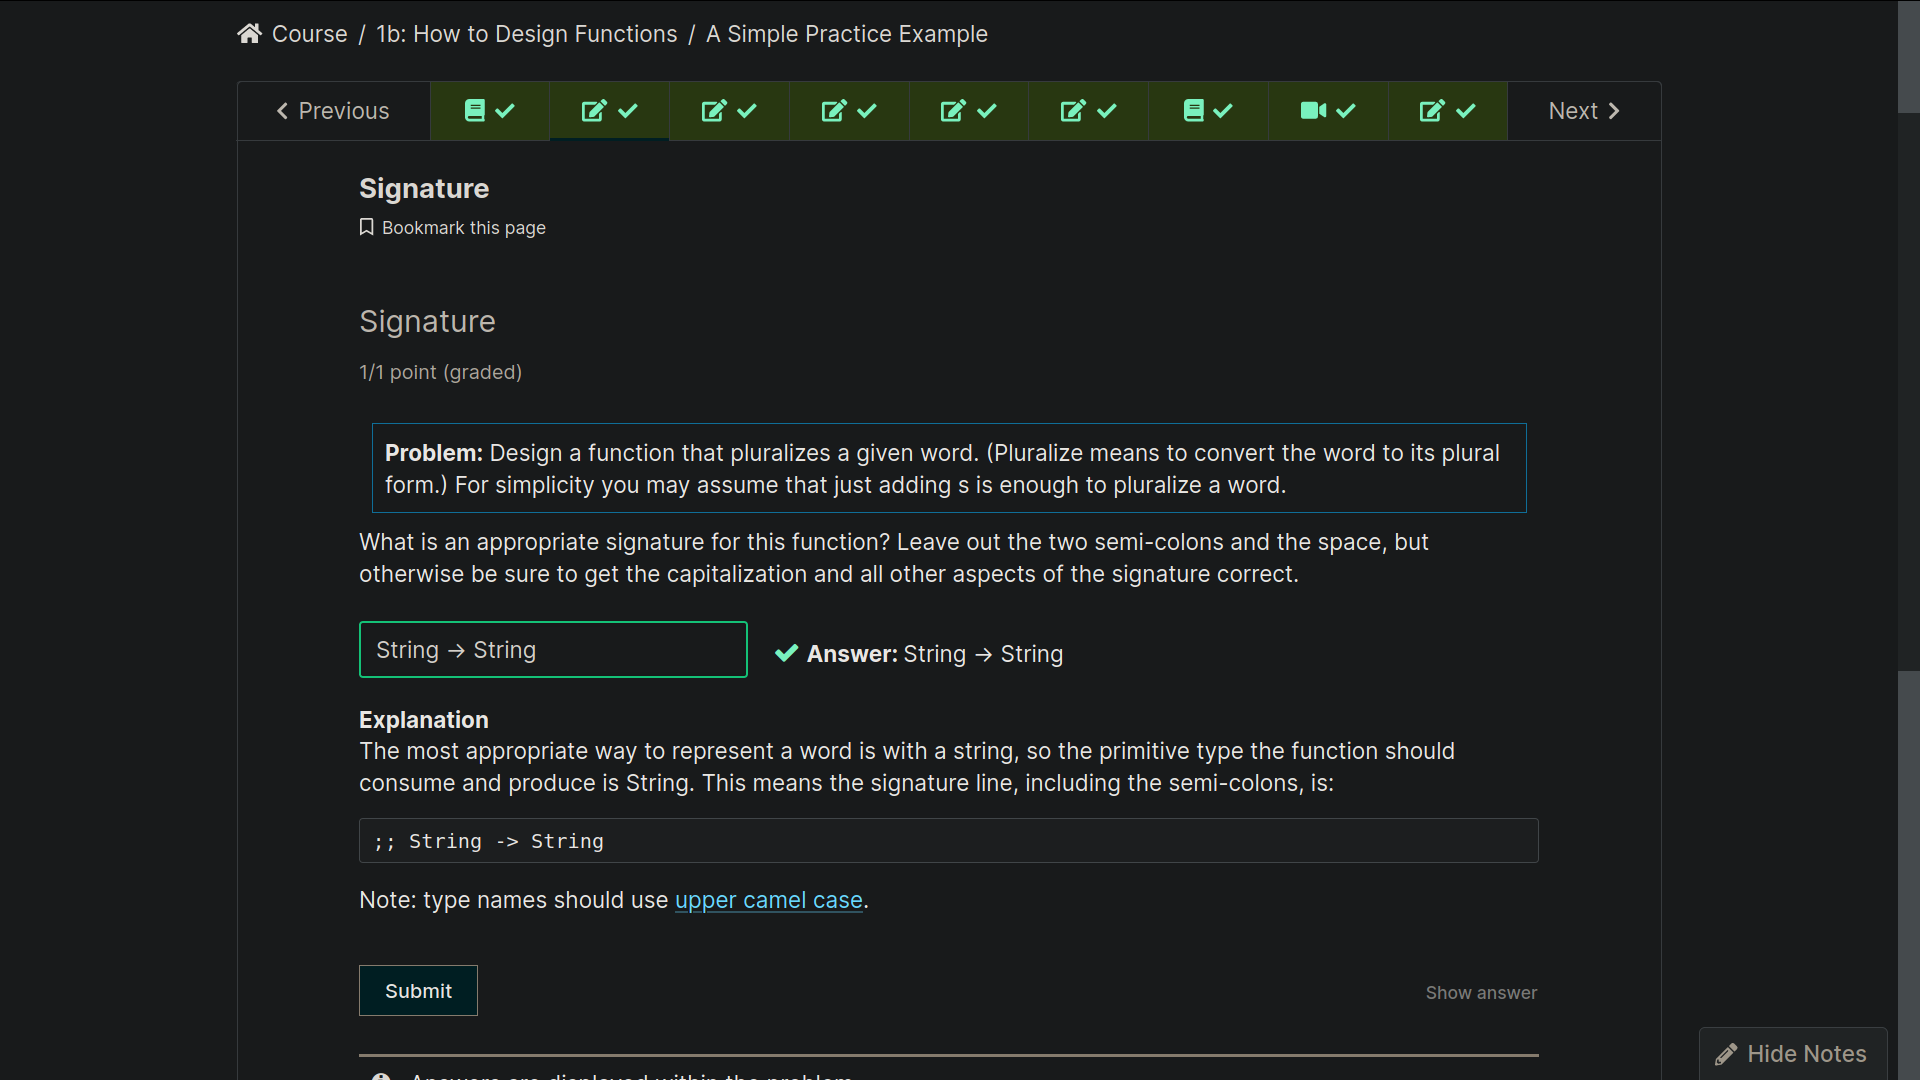 Course / 1b: How to Design Functions / A Simple Practice Example
Previous
Next
Signature
Bookmark this page
Signature
1/1 point (graded)
Problem: Design a function that pluralizes a given word. (Pluralize means to convert the word to its plural
form.) For simplicity you may assume that just adding s is enough to pluralize a word.
What is an appropriate signature for this function? Leave out the two semi-colons and the space, but
otherwise be sure to get the capitalization and all other aspects of the signature correct.
String → String
Answer: String → String
Explanation
The most appropriate way to represent a word is with a string, so the primitive type the function should
consume and produce is String. This means the signature line, including the semi-colons, is:
;; String -> String
Note: type names should use upper camel case.
Submit
Show answer
Hide Notes
Answers are displayed within the problem